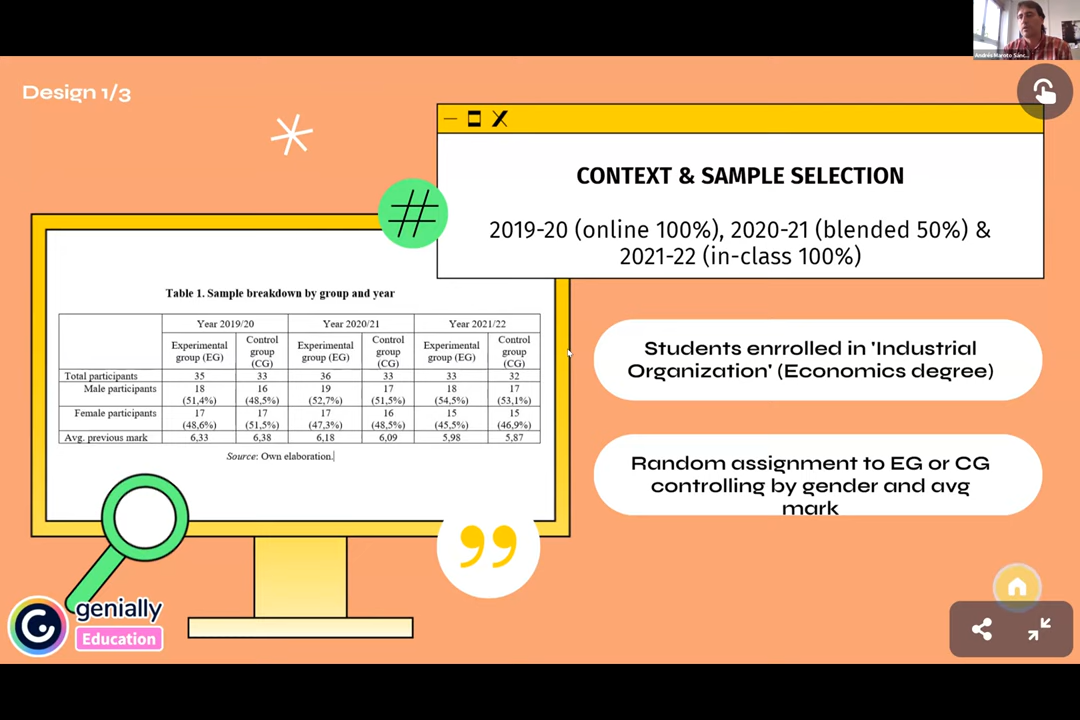 Andrés Maroto Sánc...
Design 1/3
CONTEXT & SAMPLE SELECTION
2019-20 (online 100%), 2020-21 (blended 50%) &
2021-22 (in-class 100%)
#
Table 1. Sample breakdown by group and year
Year 2019/20 Year 2020/21 Year 2021/22
Experimental group (EG) Control group (CG) Experimental group (EG) Control group (CG) Experimental group (EG) Control group (CG)
Total participants 35 33 36 33 33 32
Male participants 18 (51,4%) 16 (48,5%) 19 (52,7%) 17 (51,5%) 18 (54,5%) 17 (53,1%)
Female participants 17 (48,6%) 17 (51,5%) 17 (47,3%) 16 (48,5%) 15 (45,5%) 15 (46,9%)
Avg. previous mark 6,33 6,38 6,18 6,09 5,98 5,87
Source: Own elaboration.
Students enrrolled in 'Industrial
Organization' (Economics degree)
Random assignment to EG or CG
controlling by gender and avg
mark
genially
Education